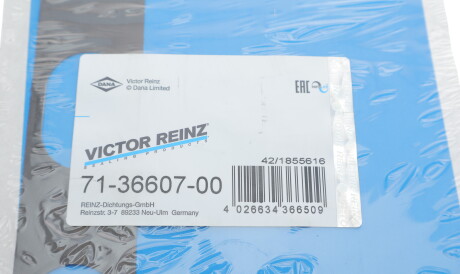 DANA
Victor Reinz
© Dana Limited
EAC
VICTOR REINZ®
71-36607-00
42/1855616
4 026634 366509
REINZ-Dichtungs-GmbH
Reinzstr. 3-7 89233 Neu-Ulm Germany